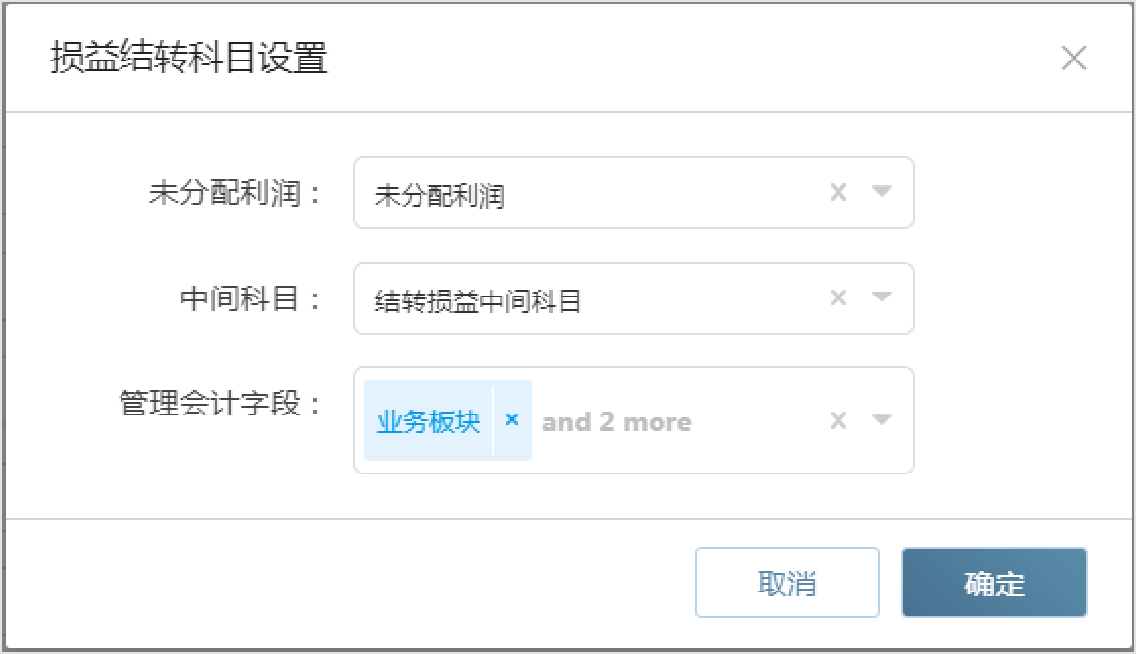 损益结转科目设置
未分配利润： 未分配利润
中间科目： 结转损益中间科目
管理会计字段： 业务板块 × and 2 more
取消 确定